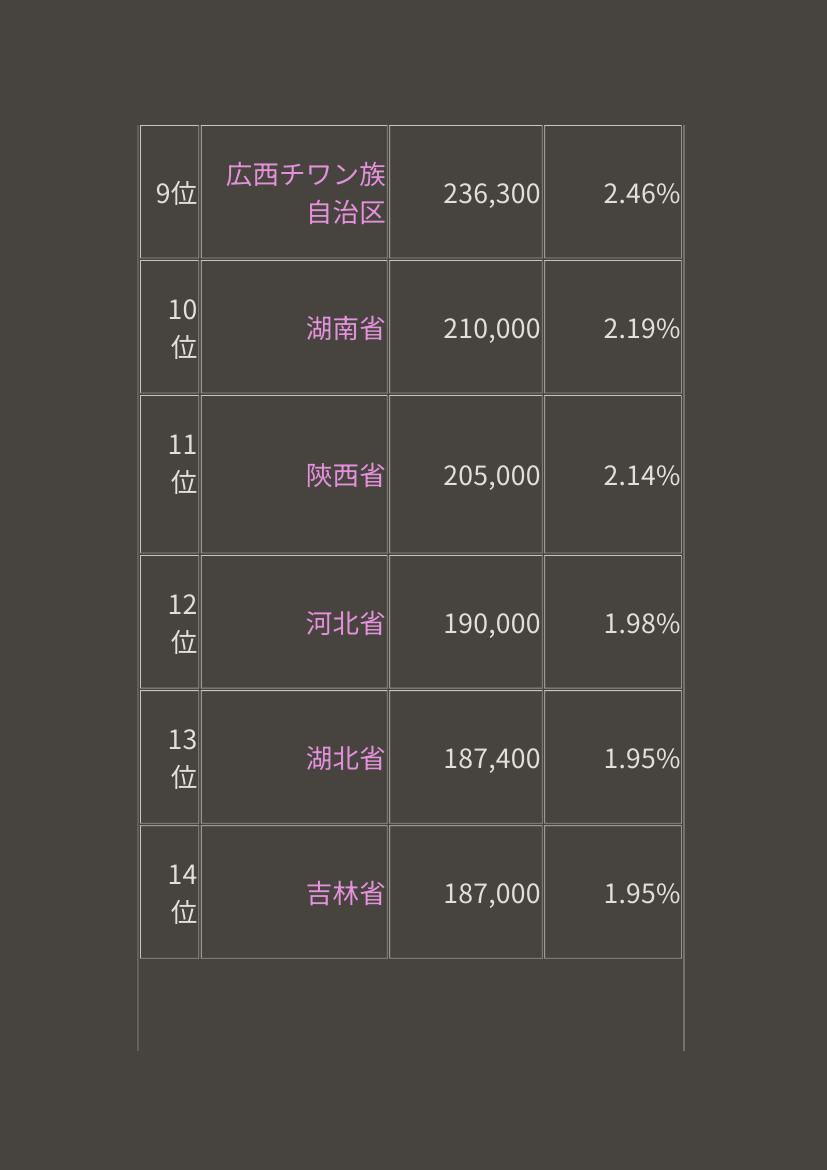 9位 広西チワン族自治区 236,300 2.46%
10位 湖南省 210,000 2.19%
11位 陝西省 205,000 2.14%
12位 河北省 190,000 1.98%
13位 湖北省 187,400 1.95%
14位 吉林省 187,000 1.95%